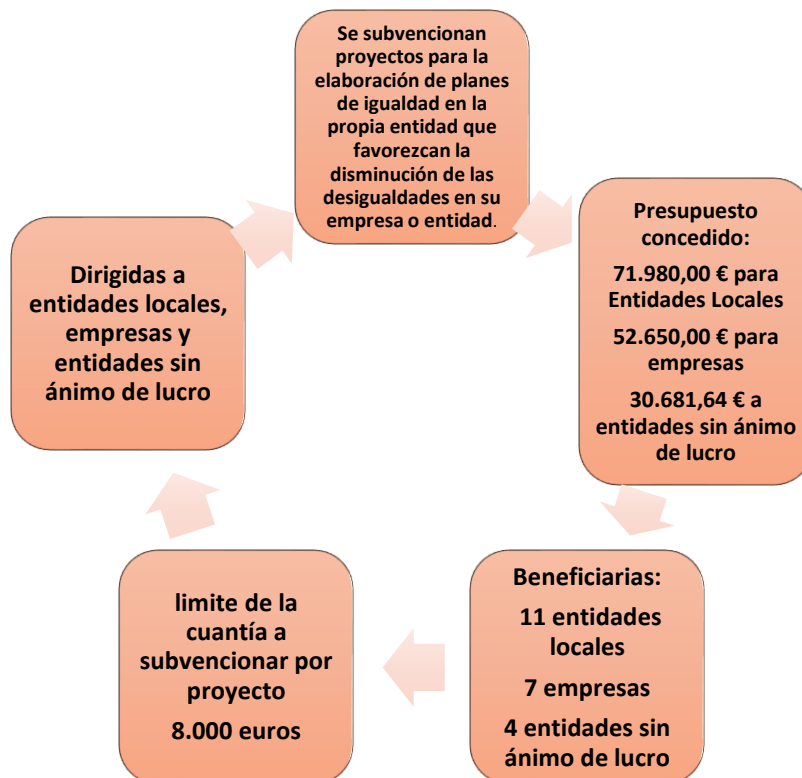 Se subvencionan
proyectos para la
elaboración de planes
de igualdad en la
propia entidad que
favorezcan la
disminución de las
desigualdades en su
empresa o entidad.
Presupuesto
concedido:
71.980,00 € para
Entidades Locales
52.650,00 € para
empresas
30.681,64 € a
entidades sin ánimo
de lucro
Beneficiarias:
11 entidades
locales
7 empresas
4 entidades sin
ánimo de lucro
limite de la
cuantía a
subvencionar por
proyecto
8.000 euros
Dirigidas a
entidades locales,
empresas y
entidades sin
ánimo de lucro